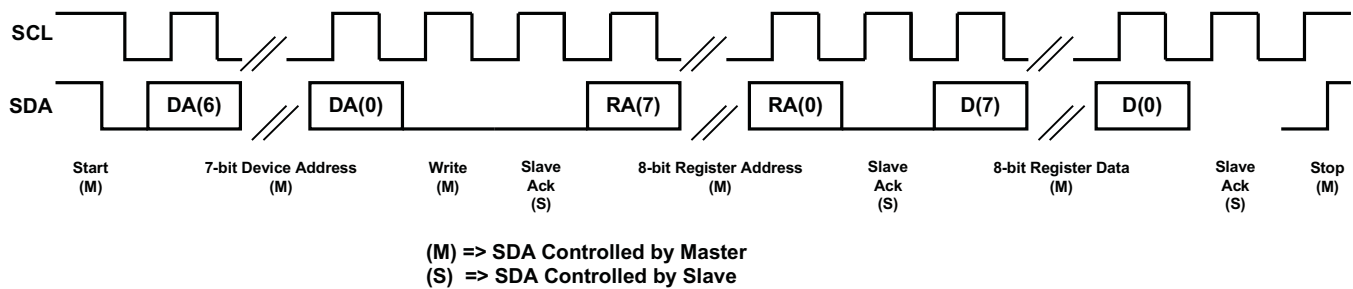 SCL
SDA
DA(6)
DA(0)
RA(7)
RA(0)
D(7)
D(0)
Start
(M)
7-bit Device Address
(M)
Write
(M)
Slave
Ack
(S)
8-bit Register Address
(M)
Slave
Ack
(S)
8-bit Register Data
(M)
Slave
Ack
(S)
Stop
(M)
(M) => SDA Controlled by Master
(S) => SDA Controlled by Slave